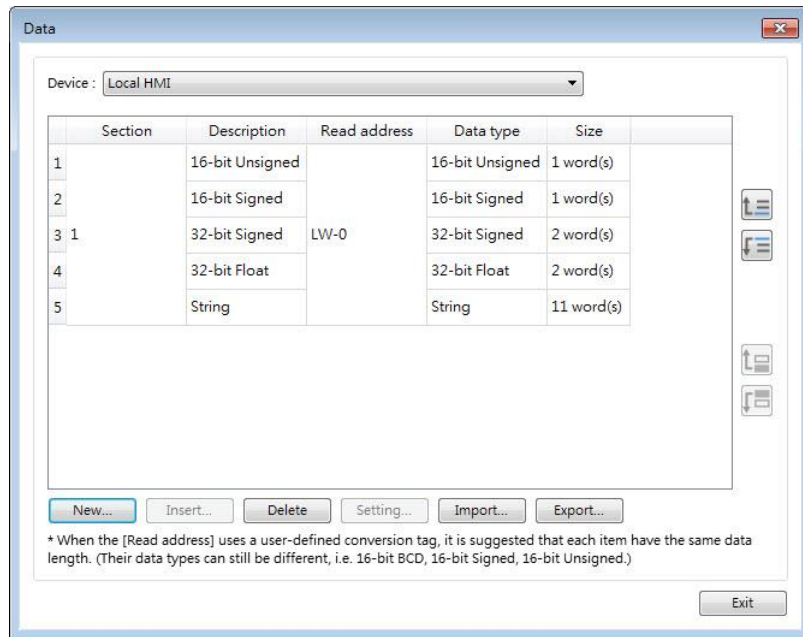 Data
Device : Local HMI
Section Description Read address Data type Size
1 16-bit Unsigned 16-bit Unsigned 1 word(s)
2 16-bit Signed 16-bit Signed 1 word(s)
3 1 32-bit Signed LW-0 32-bit Signed 2 word(s)
4 32-bit Float 32-bit Float 2 word(s)
5 String String 11 word(s)
New... Insert... Delete Setting... Import... Export...
* When the [Read address] uses a user-defined conversion tag, it is suggested that each item have the same data
length. (Their data types can still be different, i.e. 16-bit BCD, 16-bit Signed, 16-bit Unsigned.)
Exit